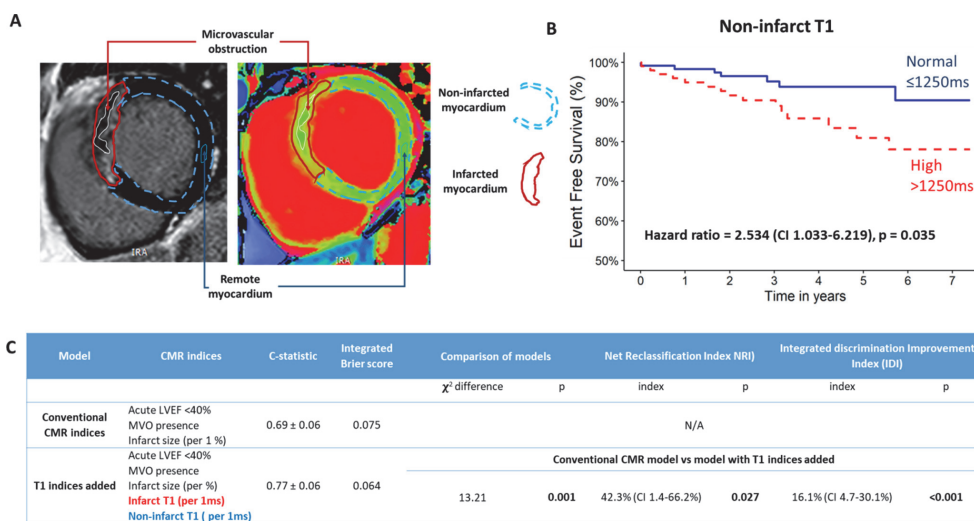 A
Microvascular
obstruction
IRA
IRA
Remote
myocardium
Non-infarcted
myocardium
Infarcted
myocardium
B
Non-infarct T1
Event Free Survival (%)
100%
90%
80%
70%
60%
50%
Normal
≤1250ms
High
>1250ms
Hazard ratio = 2.534 (CI 1.033-6.219), p = 0.035
0 1 2 3 4 5 6 7
Time in years
C
Model CMR indices C-statistic Integrated Brier score Comparison of models Net Reclassification Index NRI) Integrated discrimination Improvement Index (IDI)
χ² difference p index p index p
Conventional CMR indices
Acute LVEF <40%
MVO presence
Infarct size (per 1 %)
0.69 ± 0.06 0.075 N/A
T1 indices added
Acute LVEF <40%
MVO presence
Infarct size (per %)
Infarct T1 (per 1ms)
Non-infarct T1 ( per 1ms)
0.77 ± 0.06 0.064
Conventional CMR model vs model with T1 indices added
13.21 0.001 42.3% (CI 1.4-66.2%) 0.027 16.1% (CI 4.7-30.1%) <0.001